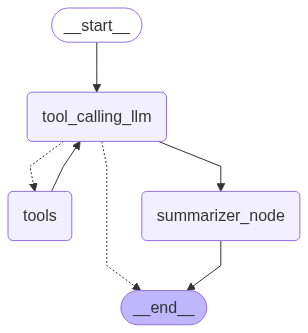 __start__
tool_calling_llm
tools
summarizer_node
__end__